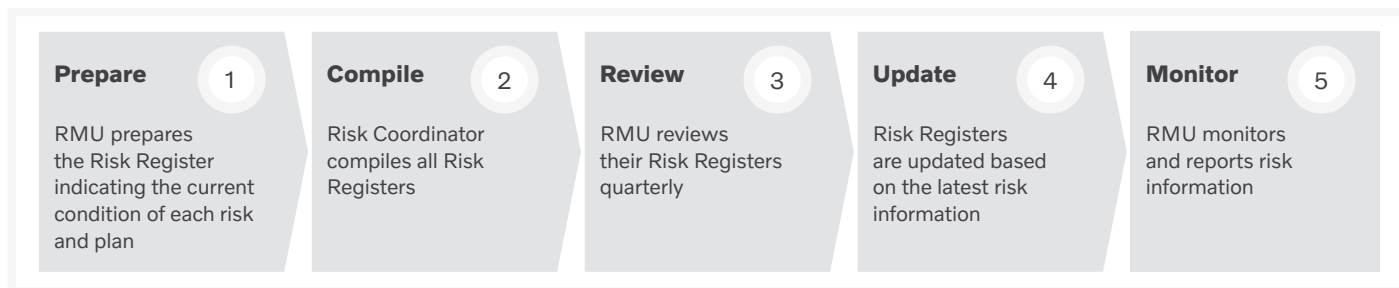 Prepare
1
RMU prepares
the Risk Register
indicating the current
condition of each risk
and plan
Compile
2
Risk Coordinator
compiles all Risk
Registers
Review
3
RMU reviews
their Risk Registers
quarterly
Update
4
Risk Registers
are updated based
on the latest risk
information
Monitor
5
RMU monitors
and reports risk
information